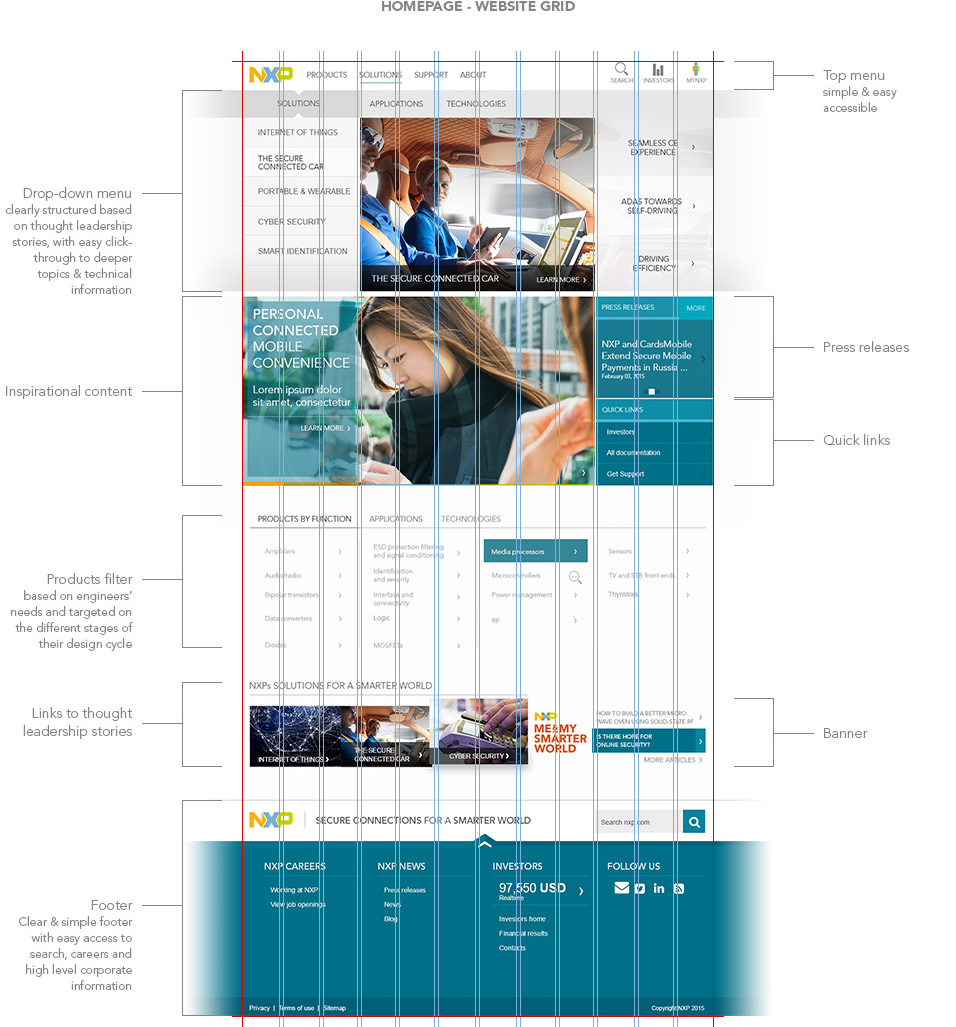 HOMEPAGE - WEBSITE GRID
NXP PRODUCTS SOLUTIONS SUPPORT ABOUT
SEARCH INVESTORS MYNXP
Top menu
simple & easy
accessible
SOLUTIONS APPLICATIONS TECHNOLOGIES
INTERNET OF THINGS
THE SECURE
CONNECTED CAR
PORTABLE & WEARABLE
CYBER SECURITY
SMART IDENTIFICATION
THE SECURE CONNECTED CAR LEARN MORE
SEAMLESS CE
EXPERIENCE
ADAS TOWARDS
SELF-DRIVING
DRIVING
EFFICIENCY
Drop-down menu
clearly structured based
on thought leadership
stories, with easy click-
through to deeper
topics & technical
information
Inspirational content
PERSONAL
CONNECTED
MOBILE
CONVENIENCE
Lorem ipsum dolor
sit amet, consectetur
LEARN MORE
PRESS RELEASES MORE
NXP and CardsMobile
Extend Secure Mobile
Payments in Russia ...
February 03, 2015
QUICK LINKS
Investors
All documentation
Get Support
Press releases
Quick links
Products filter
based on engineers’
needs and targeted on
the different stages of
their design cycle
PRODUCTS BY FUNCTION APPLICATIONS TECHNOLOGIES
Amplifiers
Audio/radio
Bipolar transistors
Data converters
Diodes
ESD protection filtering
and signal conditioning
Identification
and security
Interface and
connectivity
Logic
MOSFETs
Media processors
Microcontrollers
Power management
RF
Sensors
TV and STB front ends
Thyristors
Links to thought
leadership stories
NXPs SOLUTIONS FOR A SMARTER WORLD
INTERNET OF THINGS
THE SECURE
CONNECTED CAR
CYBER SECURITY
NXP
ME&MY
SMARTER
WORLD
HOW TO BUILD A BETTER MICRO
WAVE OVEN USING SOLID-STATE RF
IS THERE HOPE FOR
ONLINE SECURITY?
MORE ARTICLES
Banner
Footer
Clear & simple footer
with easy access to
search, careers and
high level corporate
information
NXP SECURE CONNECTIONS FOR A SMARTER WORLD
Search nxp.com
NXP CAREERS
Working at NXP
View job openings
NXP NEWS
Press releases
News
Blog
INVESTORS
97,550 USD
Realtime
Investors home
Financial results
Contacts
FOLLOW US
in
Privacy | Terms of use | Sitemap
Copyright NXP 2015